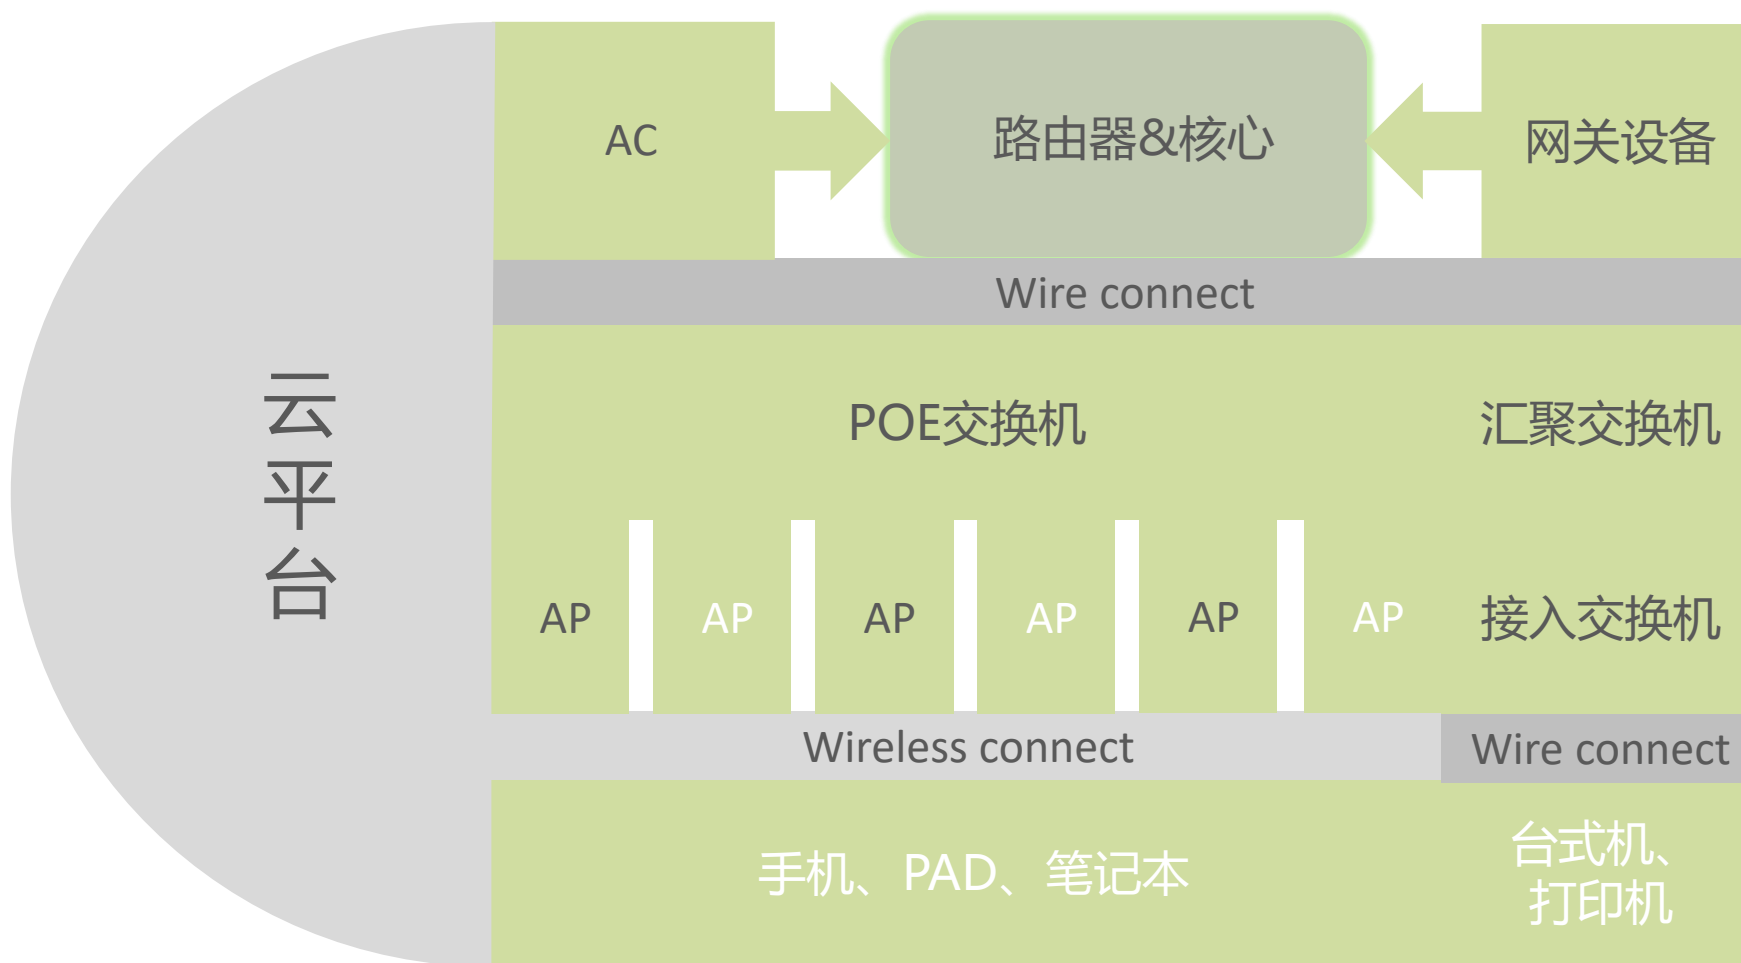 AC
路由器&核心
网关设备
Wire connect
云
平
台
POE交换机
汇聚交换机
AP
AP
AP
AP
AP
AP
接入交换机
Wireless connect
Wire connect
手机、PAD、笔记本
台式机、
打印机